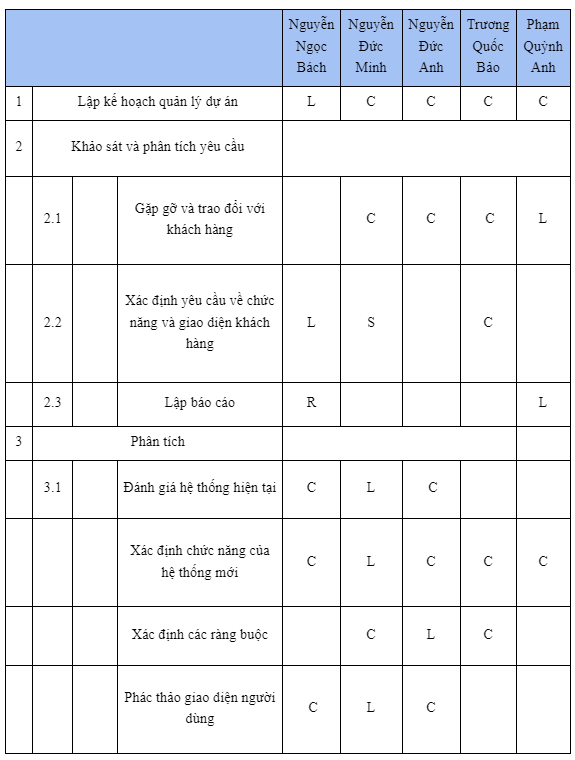 Nguyễn Ngọc Bách Nguyễn Đức Minh Nguyễn Đức Anh Trương Quốc Bảo Phạm Quỳnh Anh
1 Lập kế hoạch quản lý dự án L C C C C
2 Khảo sát và phân tích yêu cầu
2.1 Gặp gỡ và trao đổi với
khách hàng C C C L
2.2 Xác định yêu cầu về chức
năng và giao diện khách
hàng L S C
2.3 Lập báo cáo R L
3 Phân tích
3.1 Đánh giá hệ thống hiện tại C L C
Xác định chức năng của
hệ thống mới C L C C C
Xác định các ràng buộc C L C
Phác thảo giao diện người
dùng C L C